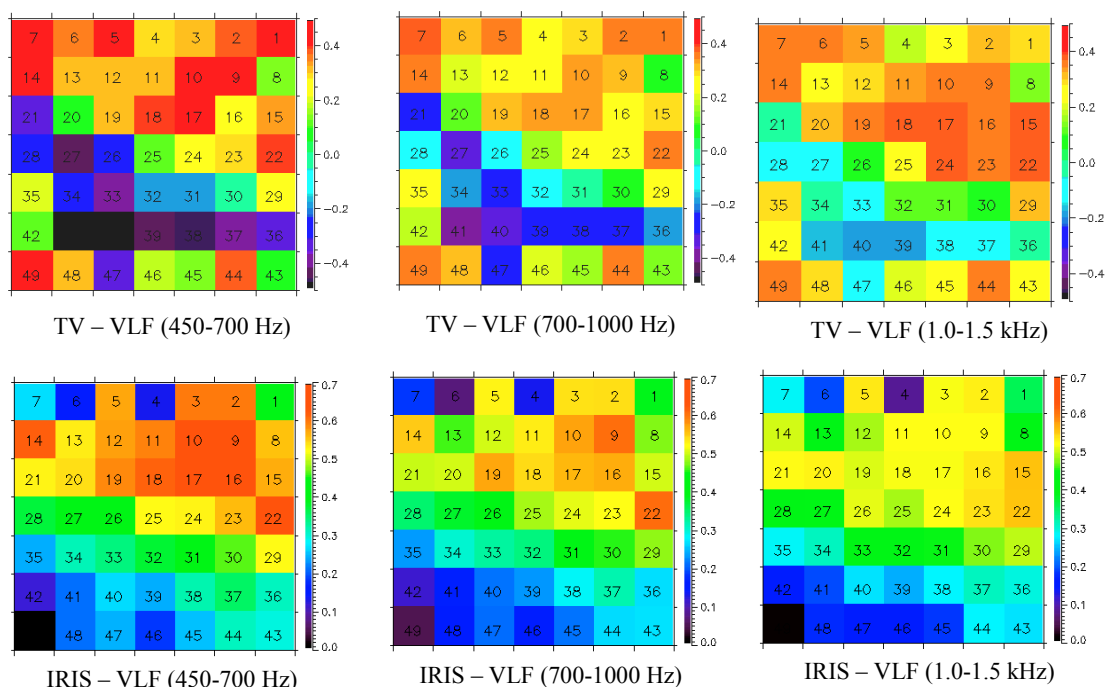 7 6 5 4 3 2 1
14 13 12 11 10 9 8
21 20 19 18 17 16 15
28 27 26 25 24 23 22
35 34 33 32 31 30 29
42 39 38 37 36
49 48 47 46 45 44 43
0.4
0.2
0.0
−0.2
−0.4
TV – VLF (450-700 Hz)
7 6 5 4 3 2 1
14 13 12 11 10 9 8
21 20 19 18 17 16 15
28 27 26 25 24 23 22
35 34 33 32 31 30 29
42 41 40 39 38 37 36
49 48 47 46 45 44 43
0.4
0.2
0.0
−0.2
−0.4
TV – VLF (700-1000 Hz)
7 6 5 4 3 2 1
14 13 12 11 10 9 8
21 20 19 18 17 16 15
28 27 26 25 24 23 22
35 34 33 32 31 30 29
42 41 40 39 38 37 36
49 48 47 46 45 44 43
0.4
0.2
0.0
−0.2
−0.4
TV – VLF (1.0-1.5 kHz)
7 6 5 4 3 2 1
14 13 12 11 10 9 8
21 20 19 18 17 16 15
28 27 26 25 24 23 22
35 34 33 32 31 30 29
42 41 40 39 38 37 36
48 47 46 45 44 43
0.7
0.6
0.5
0.4
0.3
0.2
0.1
0.0
IRIS – VLF (450-700 Hz)
7 6 5 4 3 2 1
14 13 12 11 10 9 8
21 20 19 18 17 16 15
28 27 26 25 24 23 22
35 34 33 32 31 30 29
42 41 40 39 38 37 36
49 48 47 46 45 44 43
0.7
0.6
0.5
0.4
0.3
0.2
0.1
0.0
IRIS – VLF (700-1000 Hz)
7 6 5 4 3 2 1
14 13 12 11 10 9 8
21 20 19 18 17 16 15
28 27 26 25 24 23 22
35 34 33 32 31 30 29
42 41 40 39 38 37 36
48 47 46 45 44 43
0.7
0.6
0.5
0.4
0.3
0.2
0.1
0.0
IRIS – VLF (1.0-1.5 kHz)